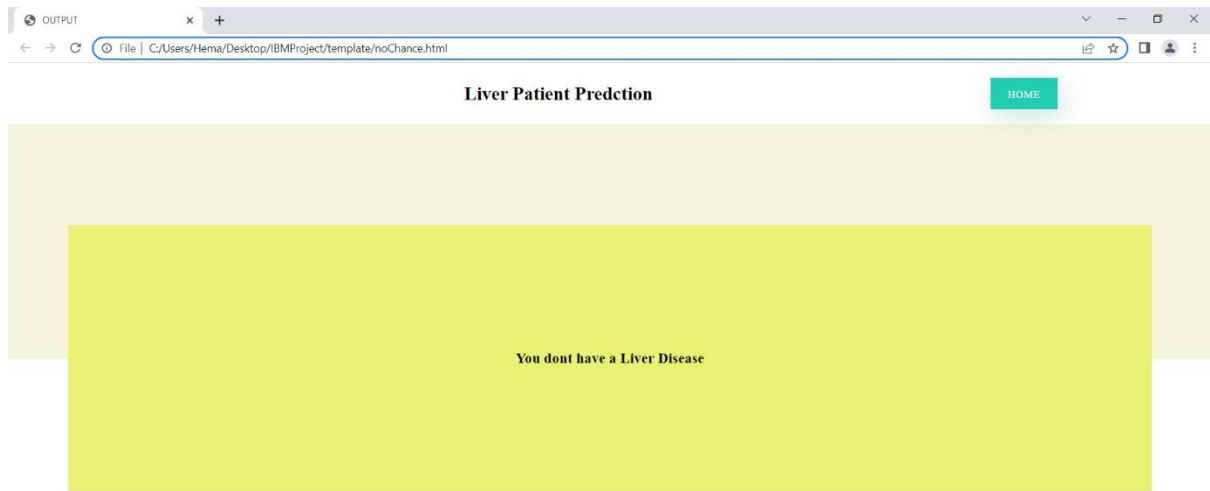 OUTPUT
File | C:/Users/Hema/Desktop/IBMProject/template/noChance.html
Liver Patient Predction
HOME
You dont have a Liver Disease